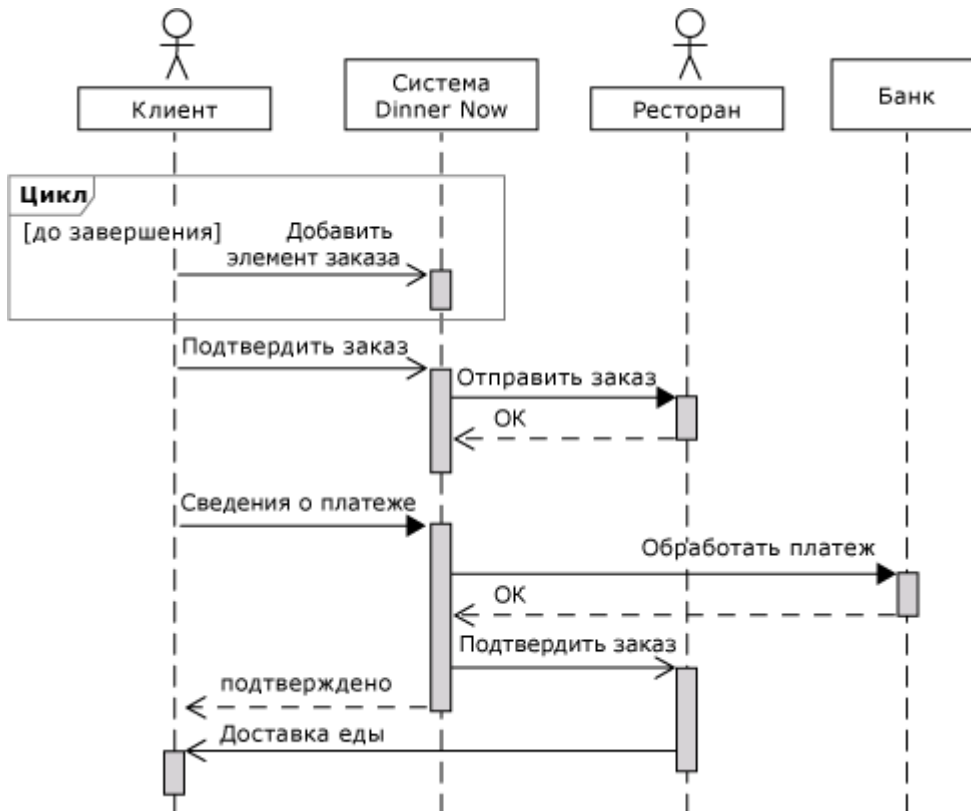 Клиент
Система
Dinner Now
Ресторан
Банк
Цикл
[до завершения]
Добавить
элемент заказа
Подтвердить заказ
Отправить заказ
ОК
Сведения о платеже
Обработать платеж
ОК
Подтвердить заказ
подтверждено
Доставка еды